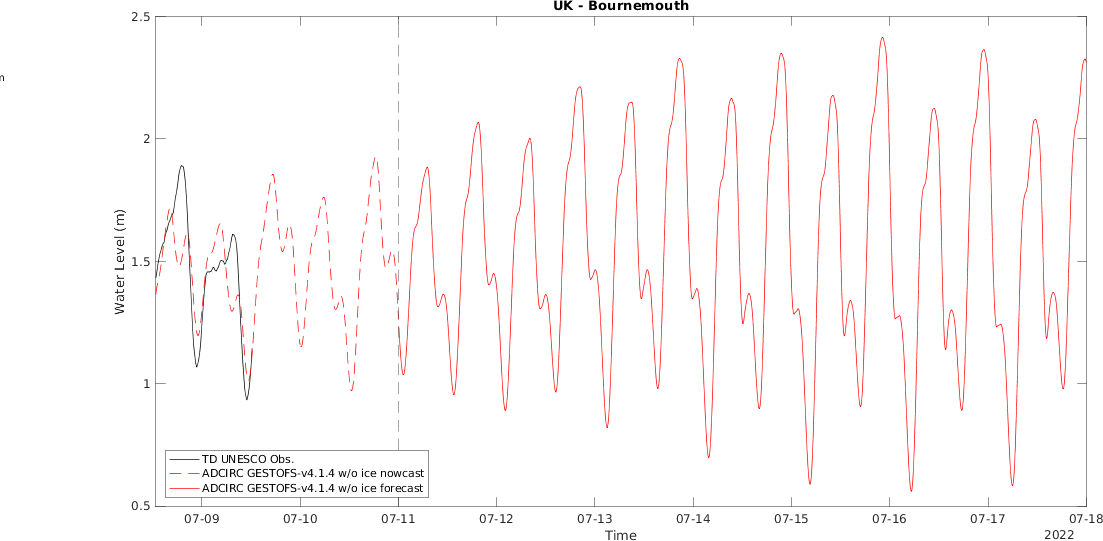 UK - Bournemouth
m
Water Level (m)
2.5
2
1.5
1
0.5
TD UNESCO Obs.
ADCIRC GESTOFS-v4.1.4 w/o ice nowcast
ADCIRC GESTOFS-v4.1.4 w/o ice forecast
07-09 07-10 07-11 07-12 07-13 07-14 07-15 07-16 07-17 07-18
Time
2022